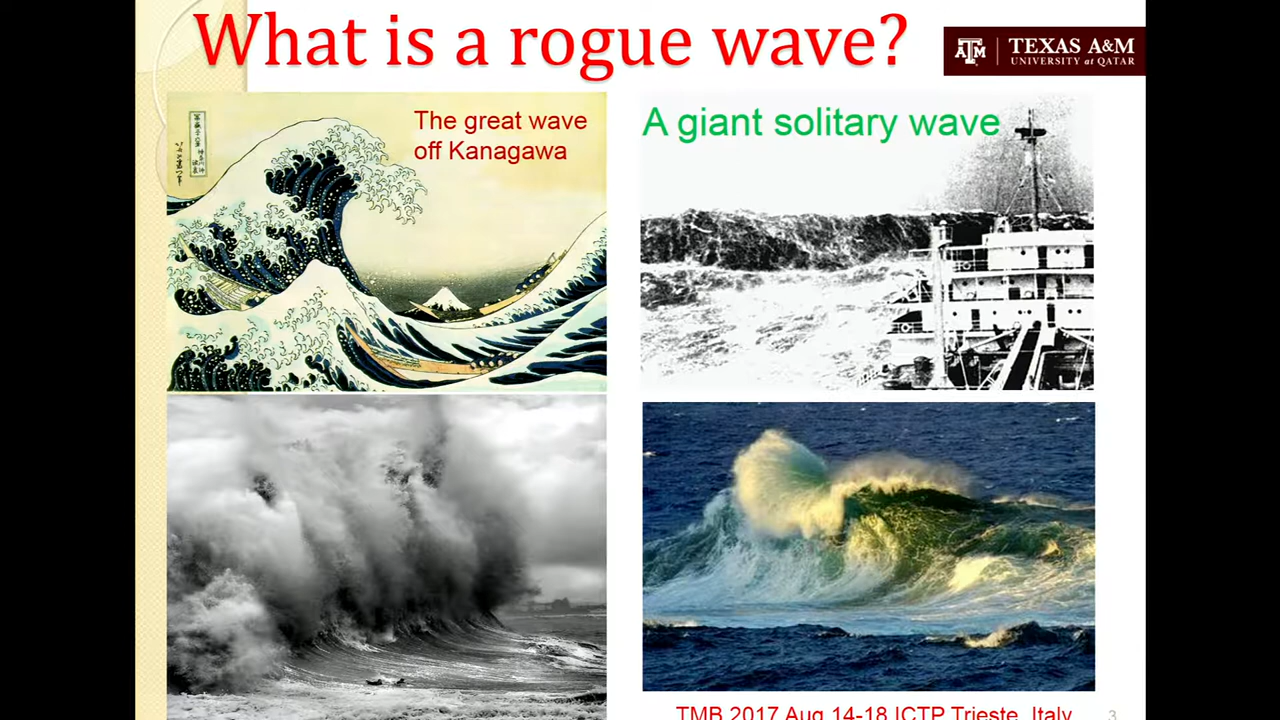 What is a rogue wave?
TEXAS A&M
UNIVERSITY at QATAR
The great wave
off Kanagawa
A giant solitary wave
TMB 2017 Aug 14-18 ICTP Trieste, Italy
3